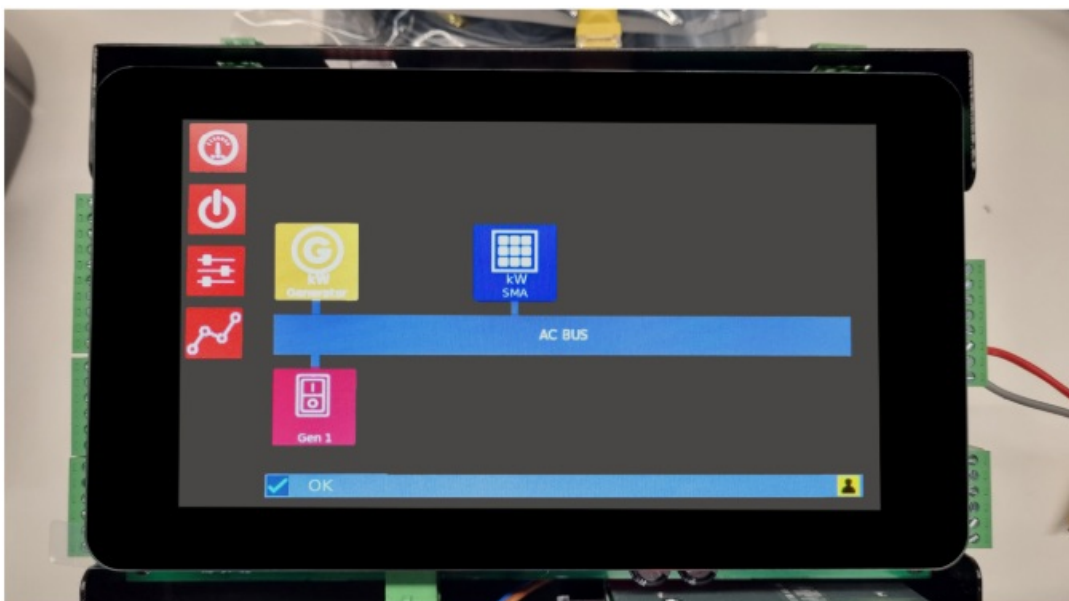 kW
Generator
kW
SMA
AC BUS
Gen 1
OK